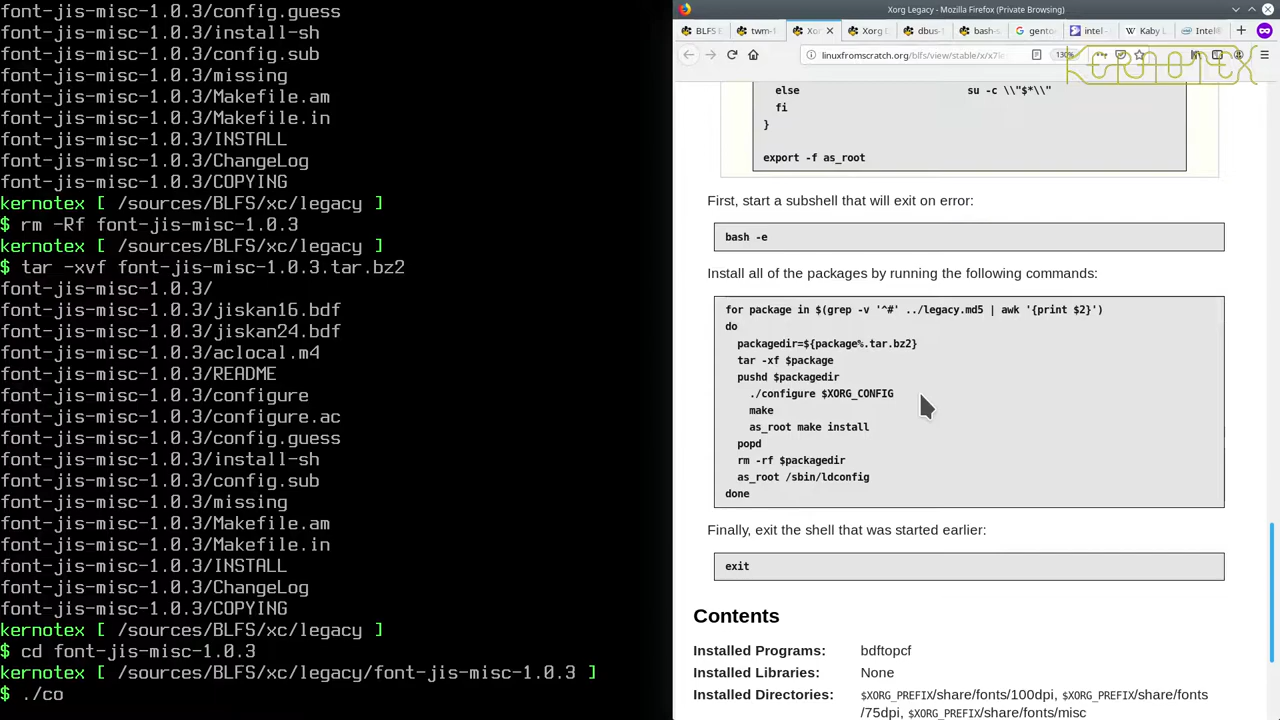 font-jis-misc-1.0.3/config.guess
font-jis-misc-1.0.3/install-sh
font-jis-misc-1.0.3/config.sub
font-jis-misc-1.0.3/missing
font-jis-misc-1.0.3/Makefile.am
font-jis-misc-1.0.3/Makefile.in
font-jis-misc-1.0.3/INSTALL
font-jis-misc-1.0.3/ChangeLog
font-jis-misc-1.0.3/COPYING
kernotex [ /sources/BLFS/xc/legacy ]
$ rm -Rf font-jis-misc-1.0.3
kernotex [ /sources/BLFS/xc/legacy ]
$ tar -xvf font-jis-misc-1.0.3.tar.bz2
font-jis-misc-1.0.3/
font-jis-misc-1.0.3/jiskan16.bdf
font-jis-misc-1.0.3/jiskan24.bdf
font-jis-misc-1.0.3/aclocal.m4
font-jis-misc-1.0.3/README
font-jis-misc-1.0.3/configure
font-jis-misc-1.0.3/configure.ac
font-jis-misc-1.0.3/config.guess
font-jis-misc-1.0.3/install-sh
font-jis-misc-1.0.3/config.sub
font-jis-misc-1.0.3/missing
font-jis-misc-1.0.3/Makefile.am
font-jis-misc-1.0.3/Makefile.in
font-jis-misc-1.0.3/INSTALL
font-jis-misc-1.0.3/ChangeLog
font-jis-misc-1.0.3/COPYING
kernotex [ /sources/BLFS/xc/legacy ]
$ cd font-jis-misc-1.0.3
kernotex [ /sources/BLFS/xc/legacy/font-jis-misc-1.0.3 ]
$ ./co
Xorg Legacy - Mozilla Firefox (Private Browsing)
BLFS E twm-1 Xor Xorg L dbus-1 bash-s gento intel - Kaby L Intel®
linuxfromscratch.org/blfs/view/stable/x/x7le 130%
KERNOTEX
else su -c \\"$*\\"
fi
}
export -f as_root
First, start a subshell that will exit on error:
bash -e
Install all of the packages by running the following commands:
for package in $(grep -v '^#' ../legacy.md5 | awk '{print $2}')
do
packagedir=${package%.tar.bz2}
tar -xf $package
pushd $packagedir
./configure $XORG_CONFIG
make
as_root make install
popd
rm -rf $packagedir
as_root /sbin/ldconfig
done
Finally, exit the shell that was started earlier:
exit
Contents
Installed Programs: bdftopcf
Installed Libraries: None
Installed Directories: $XORG_PREFIX/share/fonts/100dpi, $XORG_PREFIX/share/fonts
/75dpi, $XORG_PREFIX/share/fonts/misc